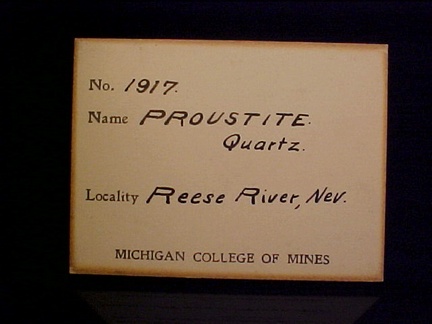 No. 1917.
Name PROUSTITE.
Quartz.
Locality Reese River, Nev.
MICHIGAN COLLEGE OF MINES